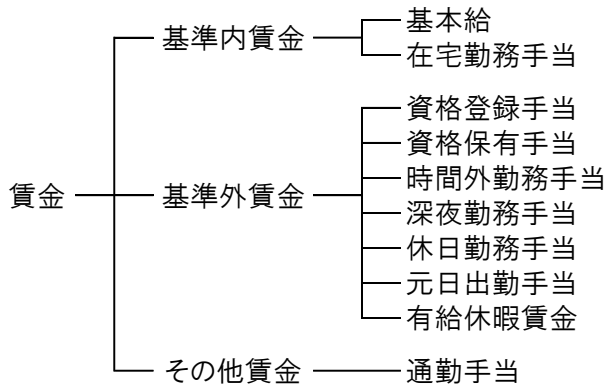 賃金
基準内賃金
基本給
在宅勤務手当
基準外賃金
資格登録手当
資格保有手当
時間外勤務手当
深夜勤務手当
休日勤務手当
元日出勤手当
有給休暇賃金
その他賃金
通勤手当